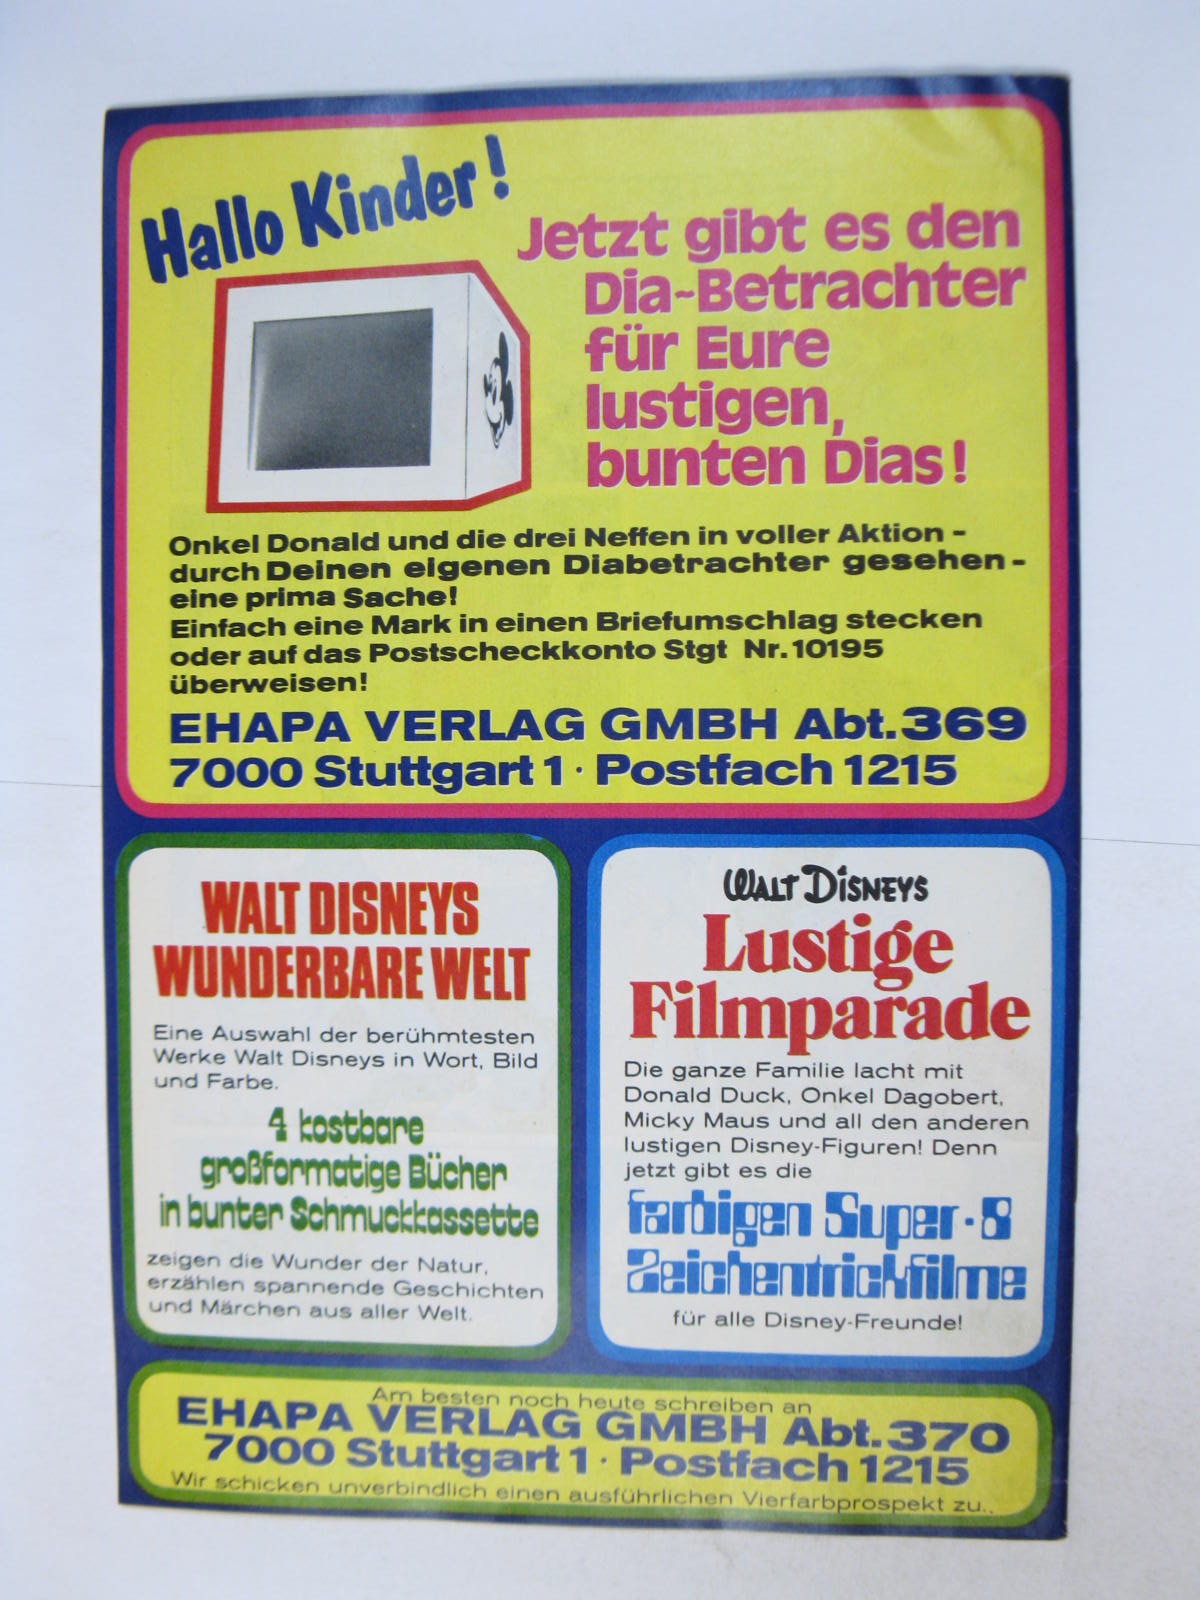 Hallo Kinder!
Jetzt gibt es den
Dia-Betrachter
für Eure
lustigen,
bunten Dias!
Onkel Donald und die drei Neffen in voller Aktion -
durch Deinen eigenen Diabetrachter gesehen -
eine prima Sache!
Einfach eine Mark in einen Briefumschlag stecken
oder auf das Postscheckkonto Stgt Nr. 10195
überweisen!
EHAPA VERLAG GMBH Abt. 369
7000 Stuttgart 1 · Postfach 1215
WALT DISNEYS
WUNDERBARE WELT
Eine Auswahl der berühmtesten
Werke Walt Disneys in Wort, Bild
und Farbe.
4 kostbare
großformatige Bücher
in bunter Schmuckkassette
zeigen die Wunder der Natur,
erzählen spannende Geschichten
und Märchen aus aller Welt.
WALT DISNEYS
Lustige
Filmparade
Die ganze Familie lacht mit
Donald Duck, Onkel Dagobert,
Micky Maus und all den anderen
lustigen Disney-Figuren! Denn
jetzt gibt es die
farbigen Super-8
Zeichentrickfilme
für alle Disney-Freunde!
Am besten noch heute schreiben an
EHAPA VERLAG GMBH Abt. 370
7000 Stuttgart 1 · Postfach 1215
Wir schicken unverbindlich einen ausführlichen Vierfarbprospekt zu..